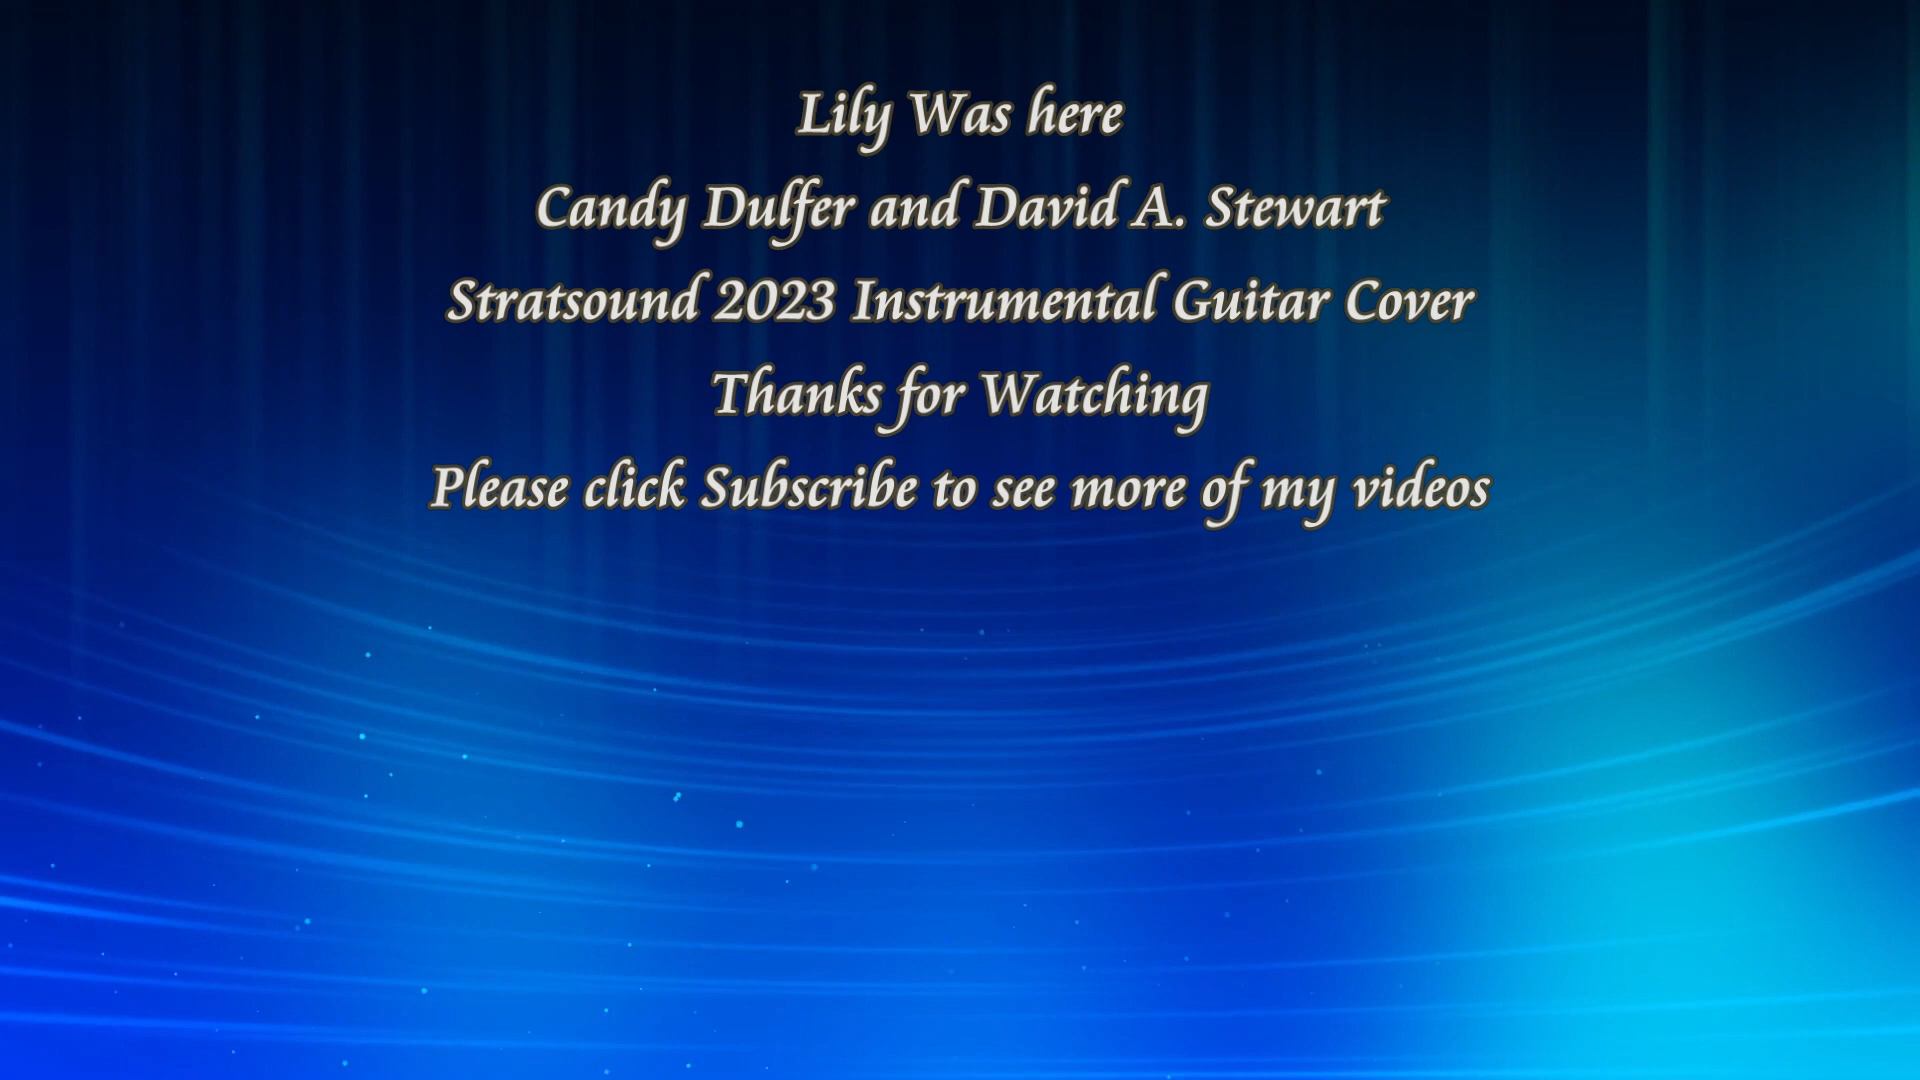 Lily Was here
Candy Dulfer and David A. Stewart
Stratsound 2023 Instrumental Guitar Cover
Thanks for Watching
Please click Subscribe to see more of my videos